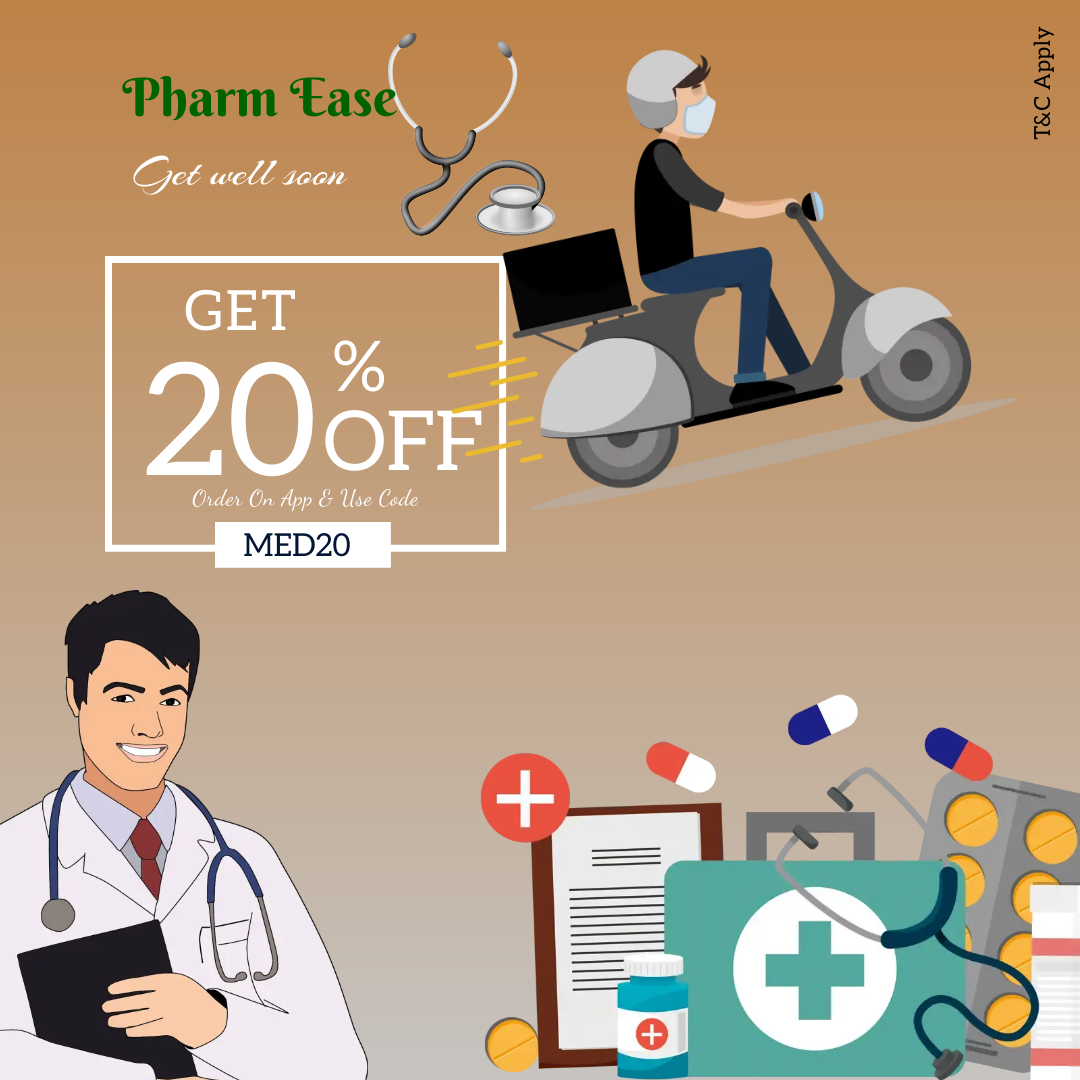 Pharm Ease
Get well soon
T&C Apply
GET
20% OFF
Order On App & Use Code
MED20